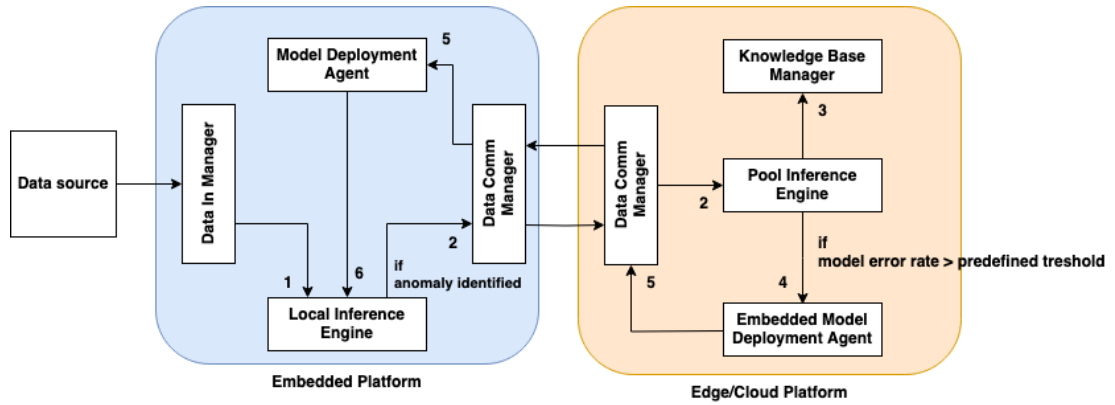 Data source
Data In Manager
Model Deployment
Agent
5
Data Comm
Manager
1
6
if
anomaly identified
2
Local Inference
Engine
Embedded Platform
Data Comm
Manager
Knowledge Base
Manager
3
2
Pool Inference
Engine
if
model error rate > predefined treshold
4
5
Embedded Model
Deployment Agent
Edge/Cloud Platform